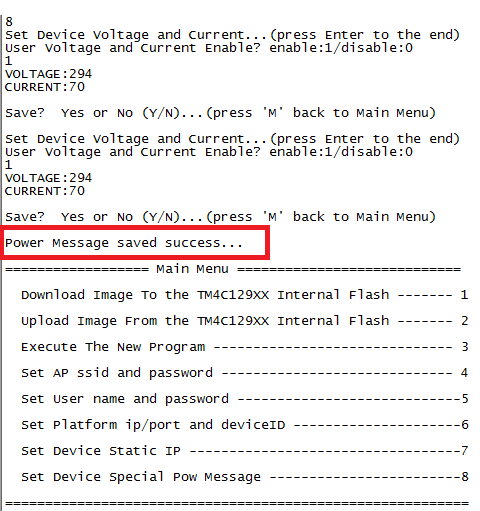 8
Set Device Voltage and Current...(press Enter to the end)
User Voltage and Current Enable? enable:1/disable:0
1
VOLTAGE:294
CURRENT:70
Save?  Yes or No (Y/N)...(press 'M' back to Main Menu)
Set Device Voltage and Current...(press Enter to the end)
User Voltage and Current Enable? enable:1/disable:0
1
VOLTAGE:294
CURRENT:70
Save?  Yes or No (Y/N)...(press 'M' back to Main Menu)
Power Message saved success...
================== Main Menu ============================
Download Image To the TM4C129XX Internal Flash ------- 1
Upload Image From the TM4C129XX Internal Flash ------- 2
Execute The New Program ------------------------------ 3
Set AP ssid and password ----------------------------- 4
Set User name and password ----------------------------5
Set Platform ip/port and deviceID ---------------------6
Set Device Static IP ----------------------------------7
Set Device Special Pow Message ------------------------8
==========================================================